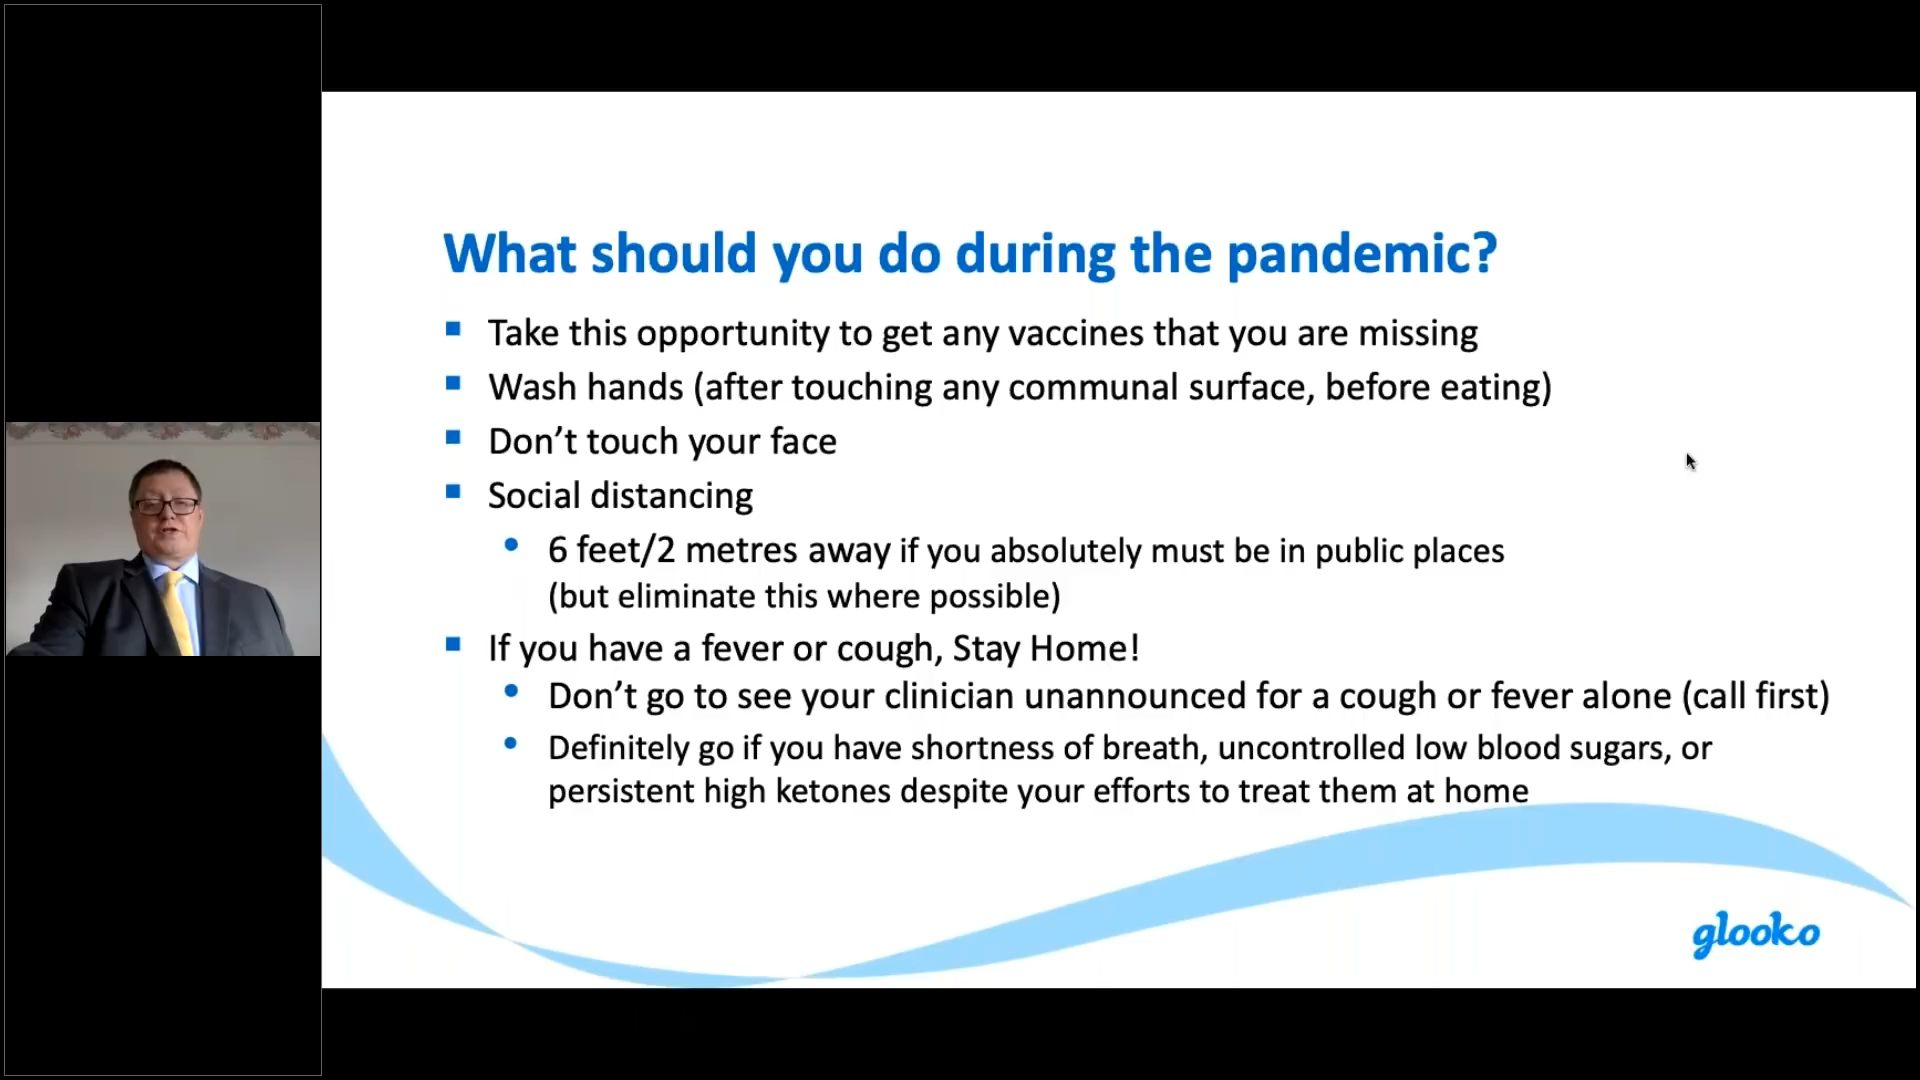 What should you do during the pandemic?
Take this opportunity to get any vaccines that you are missing
Wash hands (after touching any communal surface, before eating)
Don’t touch your face
Social distancing
6 feet/2 metres away if you absolutely must be in public places
(but eliminate this where possible)
If you have a fever or cough, Stay Home!
Don’t go to see your clinician unannounced for a cough or fever alone (call first)
Definitely go if you have shortness of breath, uncontrolled low blood sugars, or
persistent high ketones despite your efforts to treat them at home
glooko